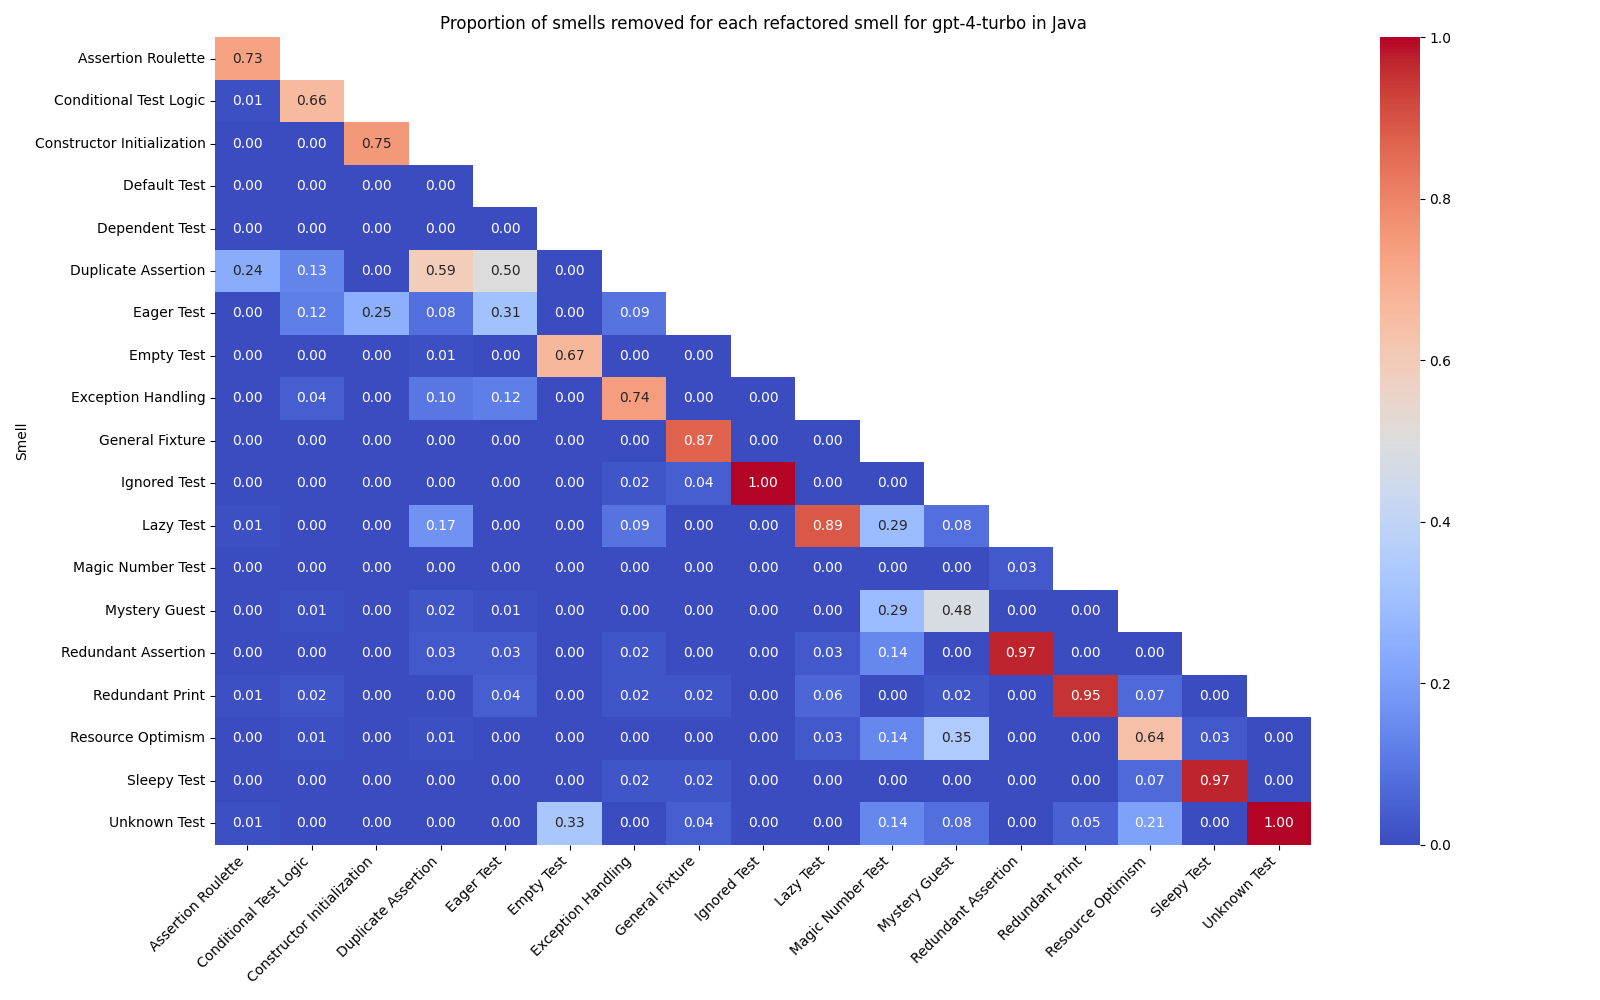 Proportion of smells removed for each refactored smell for gpt-4-turbo in Java
Smell
Assertion Roulette 0.73
Conditional Test Logic 0.01 0.66
Constructor Initialization 0.00 0.00 0.75
Default Test 0.00 0.00 0.00 0.00
Dependent Test 0.00 0.00 0.00 0.00 0.00
Duplicate Assertion 0.24 0.13 0.00 0.59 0.50 0.00
Eager Test 0.00 0.12 0.25 0.08 0.31 0.00 0.09
Empty Test 0.00 0.00 0.00 0.01 0.00 0.67 0.00 0.00
Exception Handling 0.00 0.04 0.00 0.10 0.12 0.00 0.74 0.00 0.00
General Fixture 0.00 0.00 0.00 0.00 0.00 0.00 0.00 0.87 0.00 0.00
Ignored Test 0.00 0.00 0.00 0.00 0.00 0.00 0.02 0.04 1.00 0.00 0.00
Lazy Test 0.01 0.00 0.00 0.17 0.00 0.00 0.09 0.00 0.00 0.89 0.29 0.08
Magic Number Test 0.00 0.00 0.00 0.00 0.00 0.00 0.00 0.00 0.00 0.00 0.00 0.00 0.03
Mystery Guest 0.00 0.01 0.00 0.02 0.01 0.00 0.00 0.00 0.00 0.00 0.29 0.48 0.00 0.00
Redundant Assertion 0.00 0.00 0.00 0.03 0.03 0.00 0.02 0.00 0.00 0.03 0.14 0.00 0.97 0.00 0.00
Redundant Print 0.01 0.02 0.00 0.00 0.04 0.00 0.02 0.02 0.00 0.06 0.00 0.02 0.00 0.95 0.07 0.00
Resource Optimism 0.00 0.01 0.00 0.01 0.00 0.00 0.00 0.00 0.00 0.03 0.14 0.35 0.00 0.00 0.64 0.03 0.00
Sleepy Test 0.00 0.00 0.00 0.00 0.00 0.00 0.02 0.02 0.00 0.00 0.00 0.00 0.00 0.00 0.07 0.97 0.00
Unknown Test 0.01 0.00 0.00 0.00 0.00 0.33 0.00 0.04 0.00 0.00 0.14 0.08 0.00 0.05 0.21 0.00 1.00
Assertion Roulette
Conditional Test Logic
Constructor Initialization
Duplicate Assertion
Eager Test
Empty Test
Exception Handling
General Fixture
Ignored Test
Lazy Test
Magic Number Test
Mystery Guest
Redundant Assertion
Redundant Print
Resource Optimism
Sleepy Test
Unknown Test
1.0
0.8
0.6
0.4
0.2
0.0